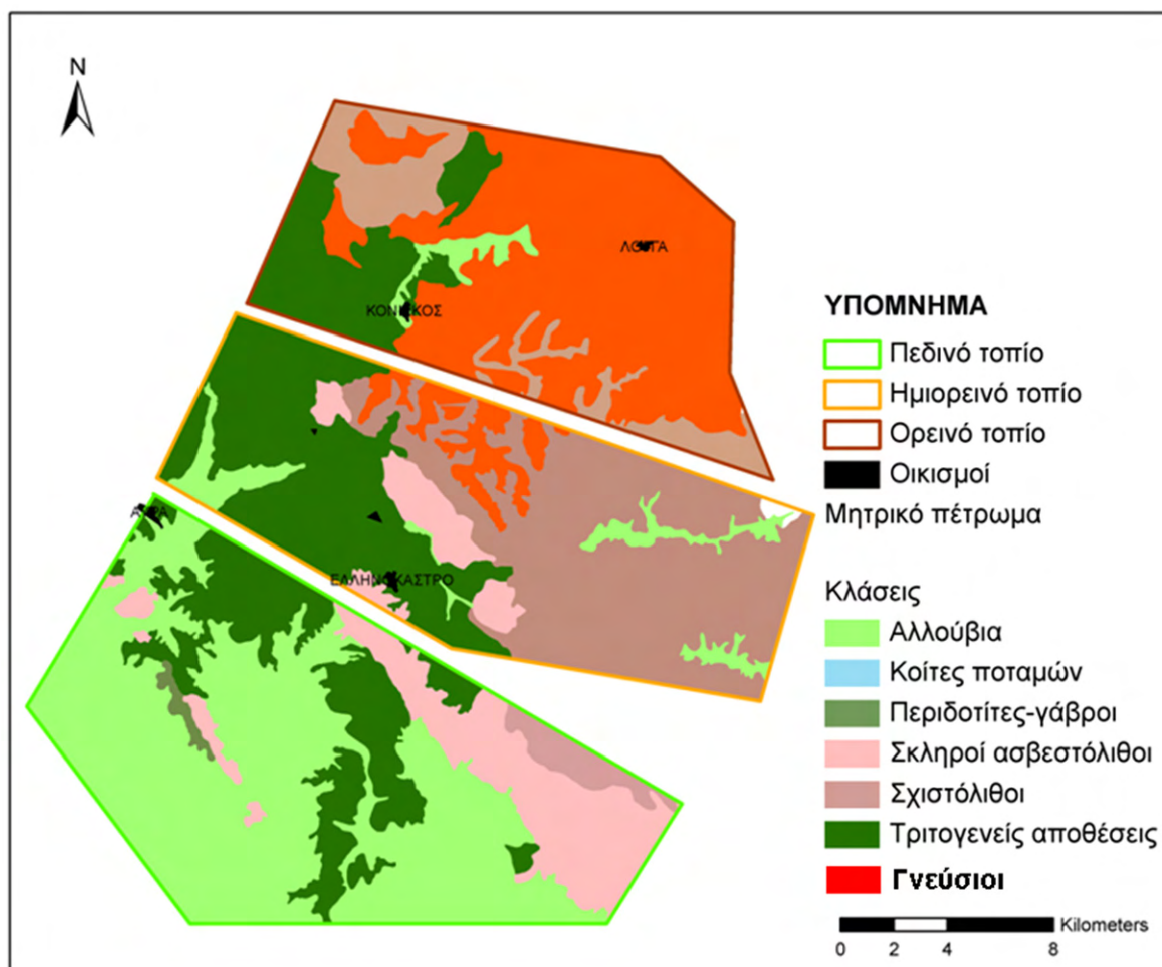 N
ΛΟΥΤΑ
ΚΟΝΙΣΚΟΣ
ΑΥΡΑ
ΕΛΛΗΝΟΚΑΣΤΡΟ
ΥΠΟΜΝΗΜΑ
Πεδινό τοπίο
Ημιορεινό τοπίο
Ορεινό τοπίο
Οικισμοί
Μητρικό πέτρωμα
Κλάσεις
Αλλούβια
Κοίτες ποταμών
Περιδοτίτες-γάβροι
Σκληροί ασβεστόλιθοι
Σχιστόλιθοι
Τριτογενείς αποθέσεις
Γνεύσιοι
Kilometers
0 2 4 8